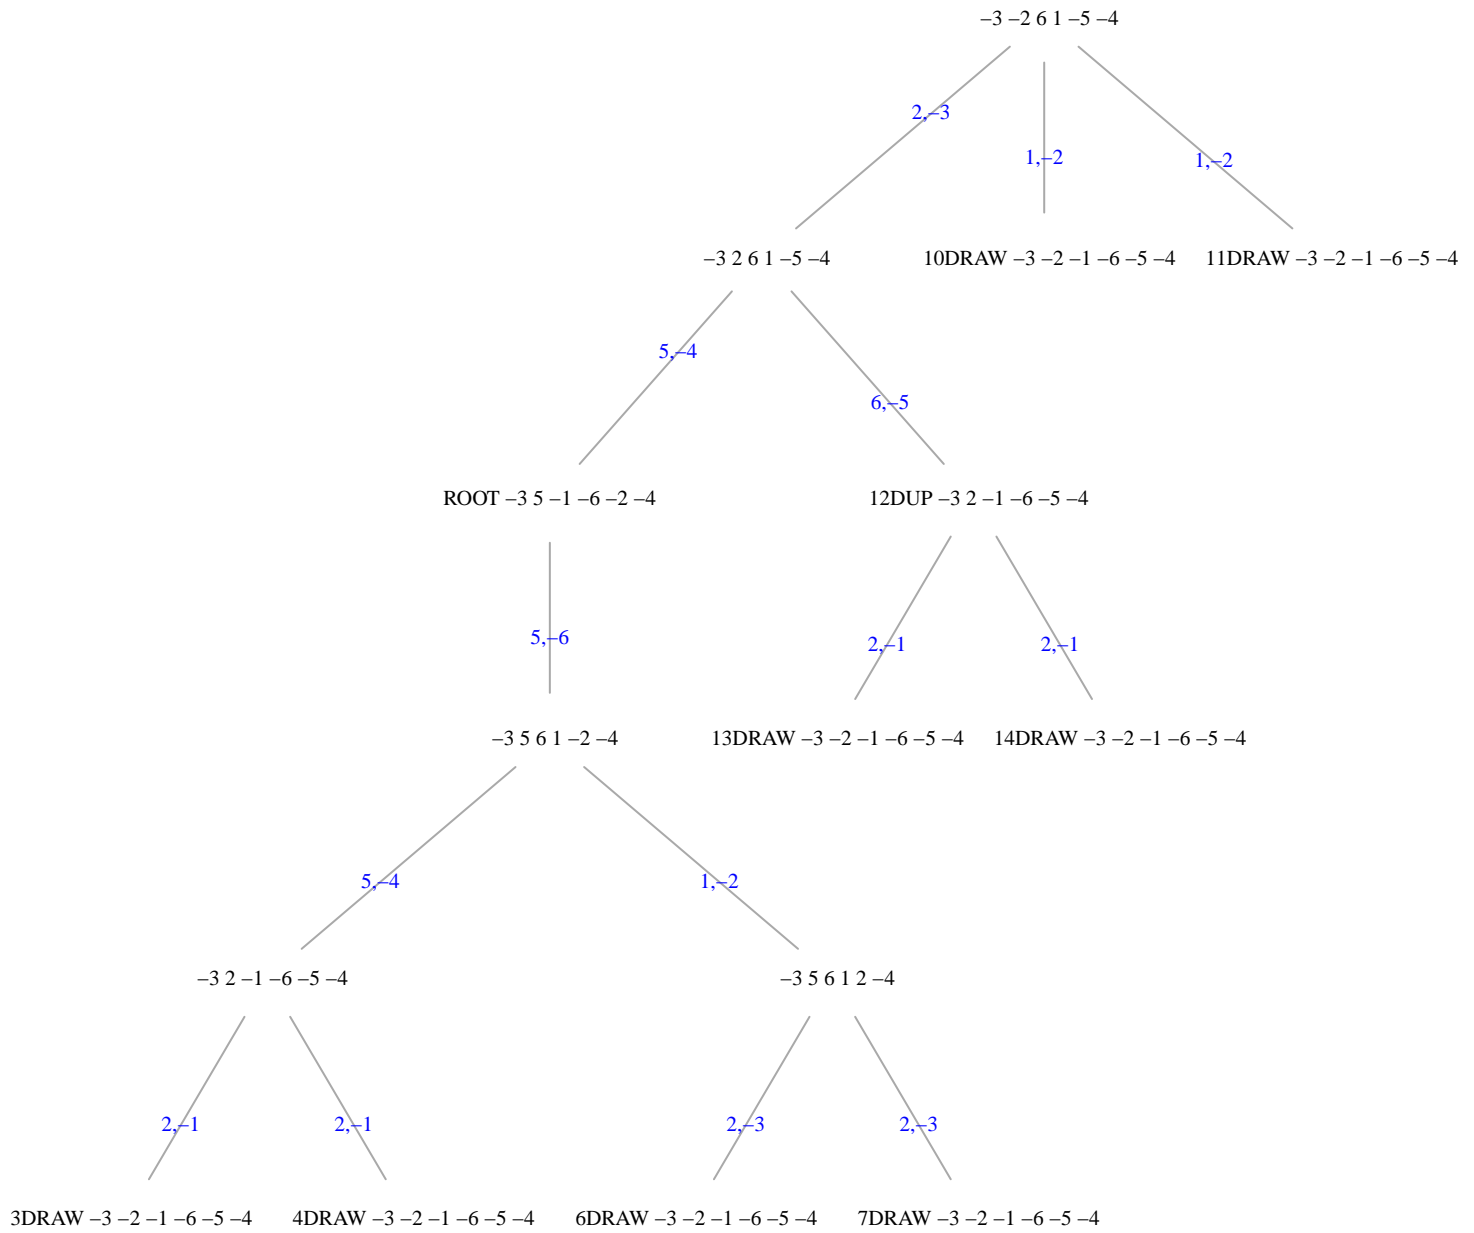 –3 –2 6 1 –5 –4
2,–3
1,–2
1,–2
–3 2 6 1 –5 –4
10DRAW –3 –2 –1 –6 –5 –4
11DRAW –3 –2 –1 –6 –5 –4
5,–4
6,–5
ROOT –3 5 –1 –6 –2 –4
12DUP –3 2 –1 –6 –5 –4
5,–6
2,–1
2,–1
–3 5 6 1 –2 –4
13DRAW –3 –2 –1 –6 –5 –4
14DRAW –3 –2 –1 –6 –5 –4
5,–4
1,–2
–3 2 –1 –6 –5 –4
–3 5 6 1 2 –4
2,–1
2,–1
2,–3
2,–3
3DRAW –3 –2 –1 –6 –5 –4
4DRAW –3 –2 –1 –6 –5 –4
6DRAW –3 –2 –1 –6 –5 –4
7DRAW –3 –2 –1 –6 –5 –4